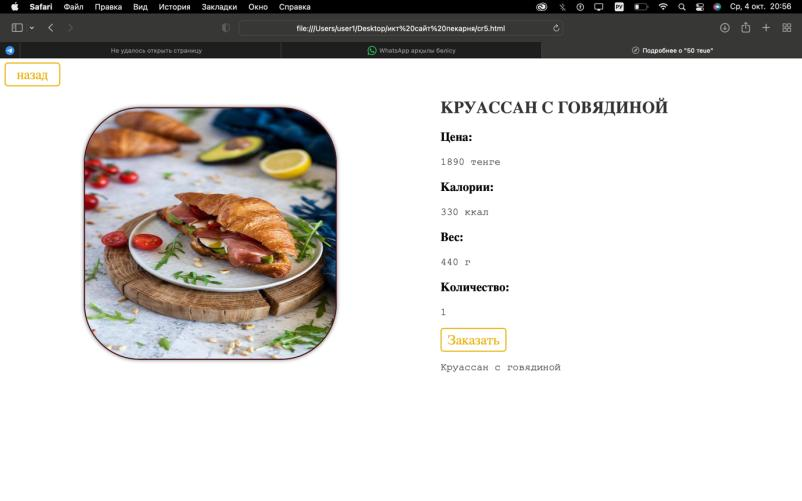 Safari Файл Правка Вид История Закладки Окно Справка РУ Ср, 4 окт. 20:56
file:///Users/user1/Desktop/икт%20сайт%20пекарня/cr5.html
Не удалось открыть страницу WhatsApp арқылы бөлісу Подробнее о "50 теңге"
назад
КРУАССАН С ГОВЯДИНОЙ
Цена:
1890 тенге
Калории:
330 ккал
Вес:
440 г
Количество:
1
Заказать
Круассан с говядиной